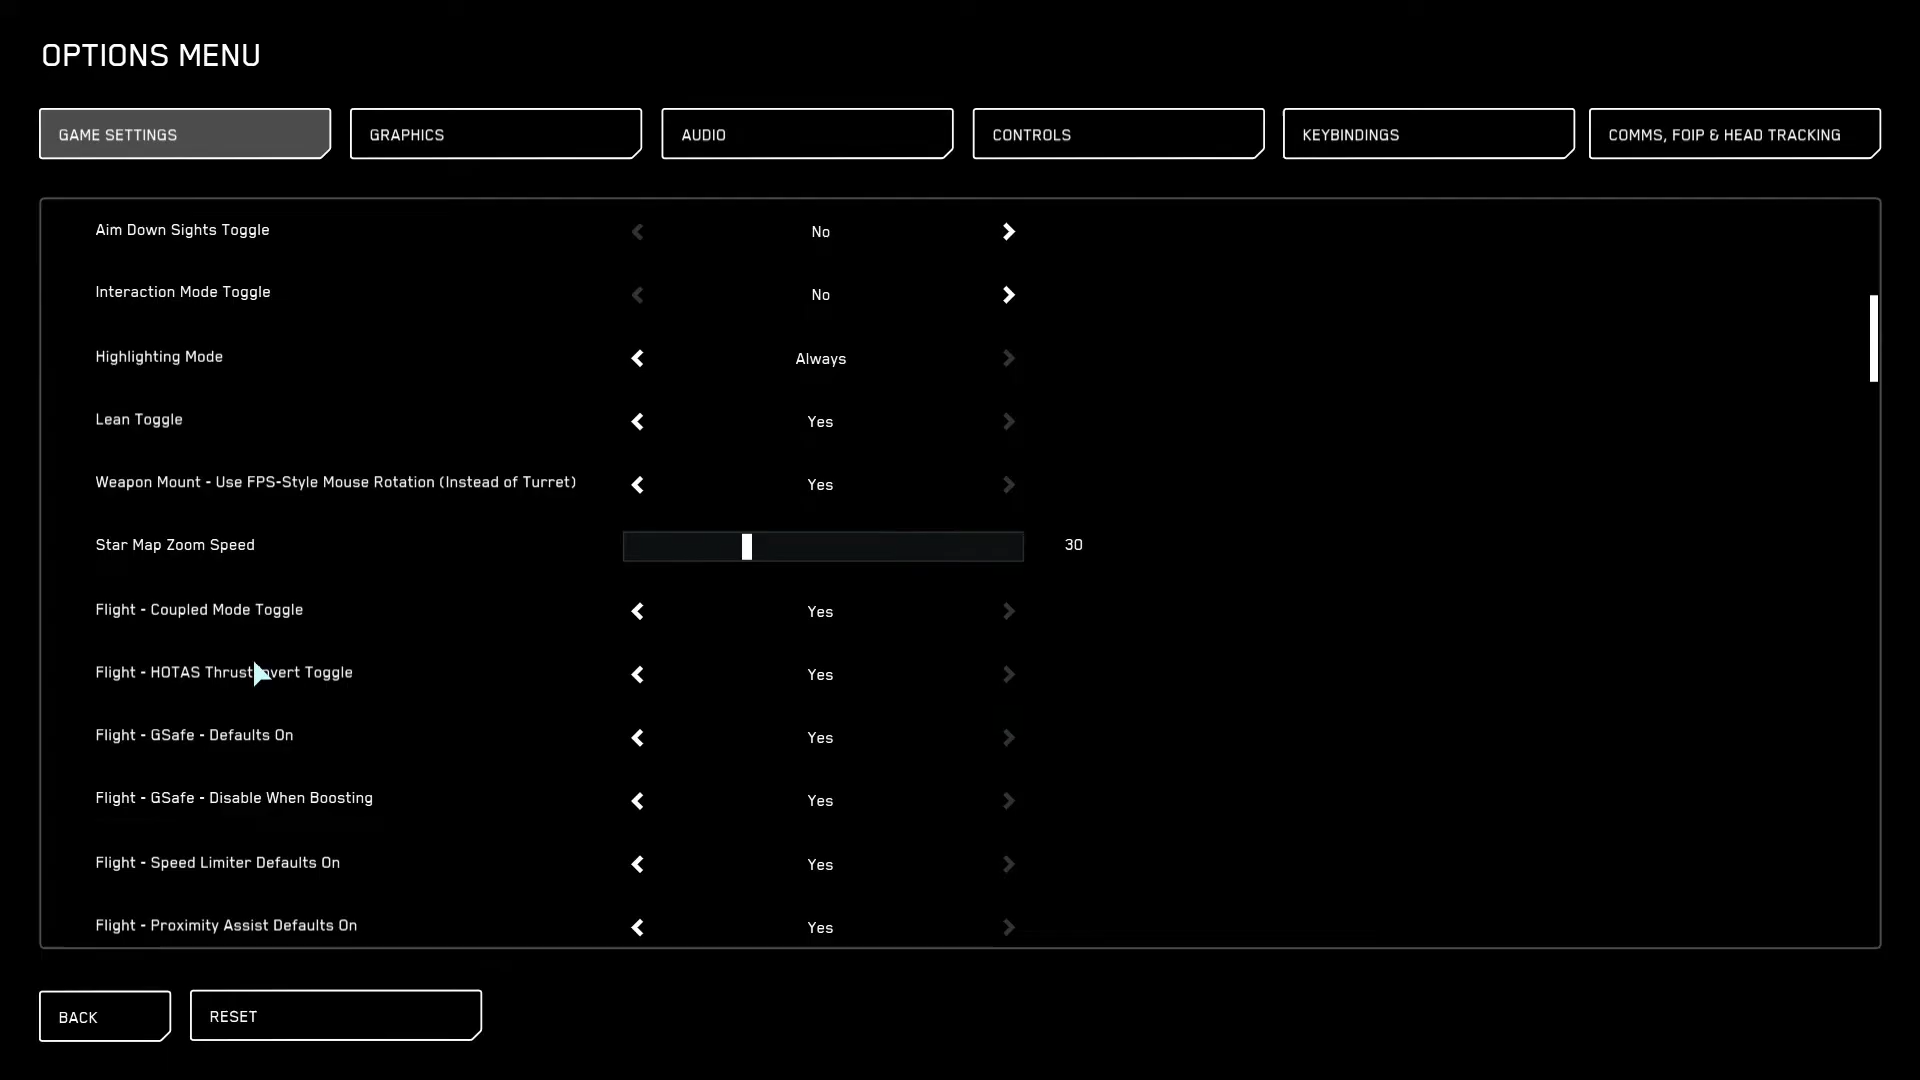 OPTIONS MENU
GAME SETTINGS
GRAPHICS
AUDIO
CONTROLS
KEYBINDINGS
COMMS, FOIP & HEAD TRACKING
Aim Down Sights Toggle No
Interaction Mode Toggle No
Highlighting Mode Always
Lean Toggle Yes
Weapon Mount - Use FPS-Style Mouse Rotation (Instead of Turret) Yes
Star Map Zoom Speed 30
Flight - Coupled Mode Toggle Yes
Flight - HOTAS Thrust Toggle Yes
Flight - GSafe - Defaults On Yes
Flight - GSafe - Disable When Boosting Yes
Flight - Speed Limiter Defaults On Yes
Flight - Proximity Assist Defaults On Yes
BACK
RESET